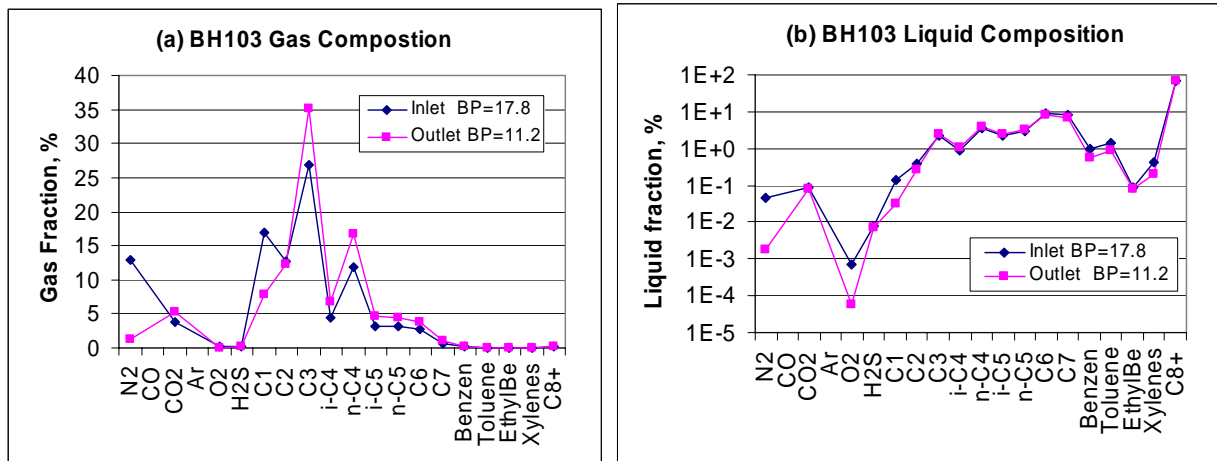 (a) BH103 Gas Compostion
Gas Fraction, %
40
35
30
25
20
15
10
5
0
Inlet BP=17.8
Outlet BP=11.2
N2
CO
CO2
Ar
O2
H2S
C1
C2
C3
i-C4
n-C4
i-C5
n-C5
C6
C7
Benzen
Toluene
EthylBe
Xylenes
C8+
(b) BH103 Liquid Composition
Liquid fraction, %
1E+2
1E+1
1E+0
1E-1
1E-2
1E-3
1E-4
1E-5
Inlet BP=17.8
Outlet BP=11.2
N2
CO
CO2
Ar
O2
H2S
C1
C2
C3
i-C4
n-C4
i-C5
n-C5
C6
C7
Benzen
Toluene
EthylBe
Xylenes
C8+